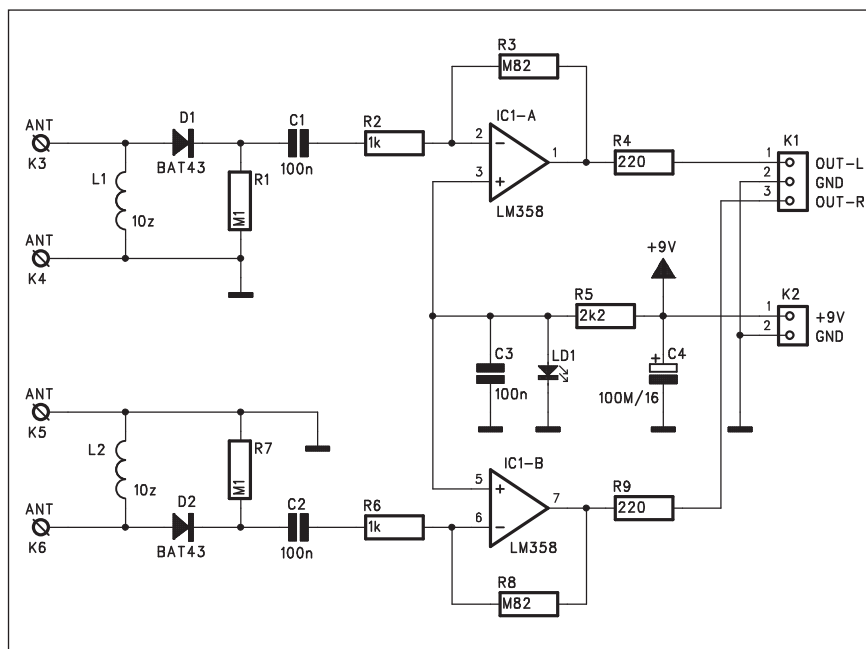 R3
M82
IC1-A
ANT
K3
D1
BAT43
C1
100n
R2
1k
2
3
1
LM358
R4
220
K1
1
2
3
OUT-L
GND
OUT-R
L1
10z
R1
M1
ANT
K4
+9V
R5
2k2
K2
1
2
+9V
GND
C3
100n
LD1
+
C4
100M/16
ANT
K5
L2
10z
R7
M1
ANT
K6
D2
BAT43
C2
100n
R6
1k
IC1-B
5
+
6
−
7
LM358
R9
220
R8
M82